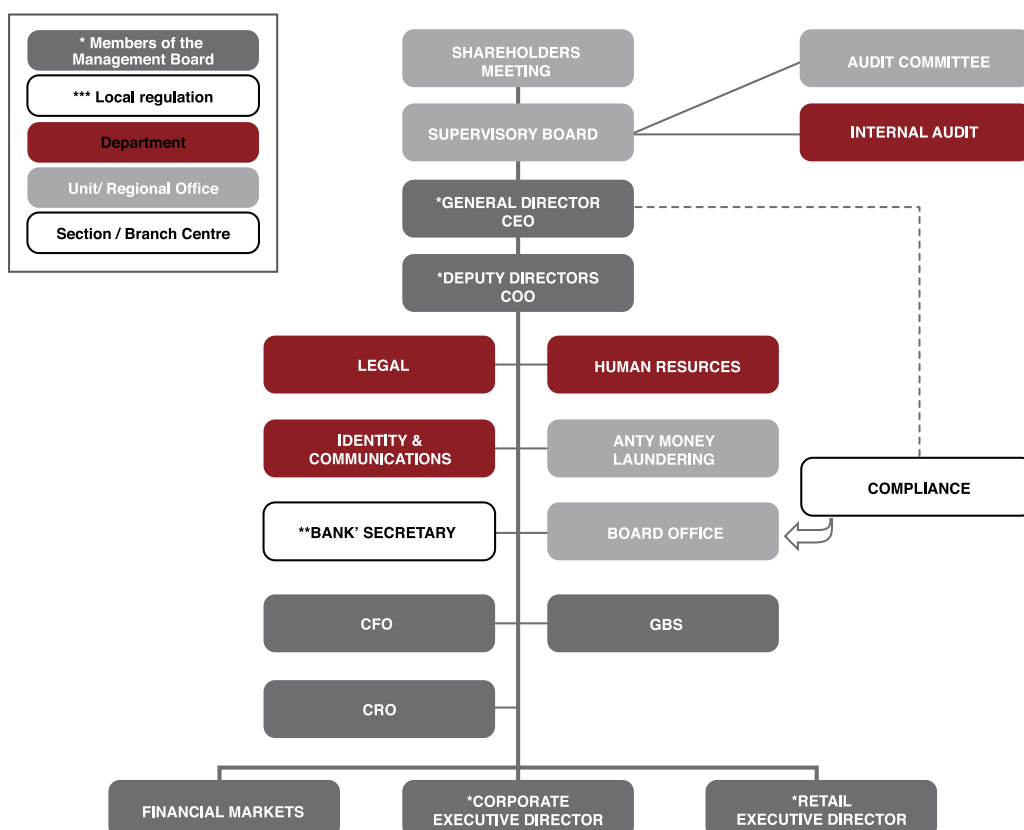 * Members of the
Management Board
*** Local regulation
Department
Unit/ Regional Office
Section / Branch Centre
SHAREHOLDERS
MEETING
AUDIT COMMITTEE
SUPERVISORY BOARD
INTERNAL AUDIT
*GENERAL DIRECTOR
CEO
*DEPUTY DIRECTORS
COO
LEGAL
HUMAN RESURCES
IDENTITY &
COMMUNICATIONS
ANTY MONEY
LAUNDERING
COMPLIANCE
**BANK' SECRETARY
BOARD OFFICE
CFO
GBS
CRO
FINANCIAL MARKETS
*CORPORATE
EXECUTIVE DIRECTOR
*RETAIL
EXECUTIVE DIRECTOR